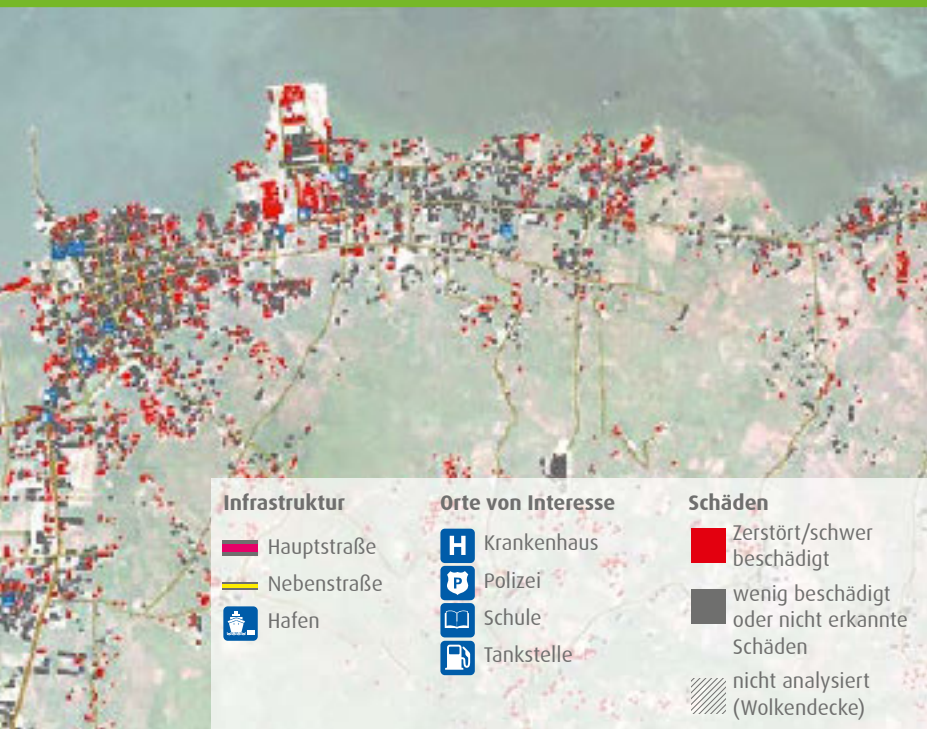 Infrastruktur
Hauptstraße
Nebenstraße
Hafen
Orte von Interesse
H Krankenhaus
P Polizei
Schule
Tankstelle
Schäden
Zerstört/schwer
beschädigt
wenig beschädigt
oder nicht erkannte
Schäden
nicht analysiert
(Wolkendecke)